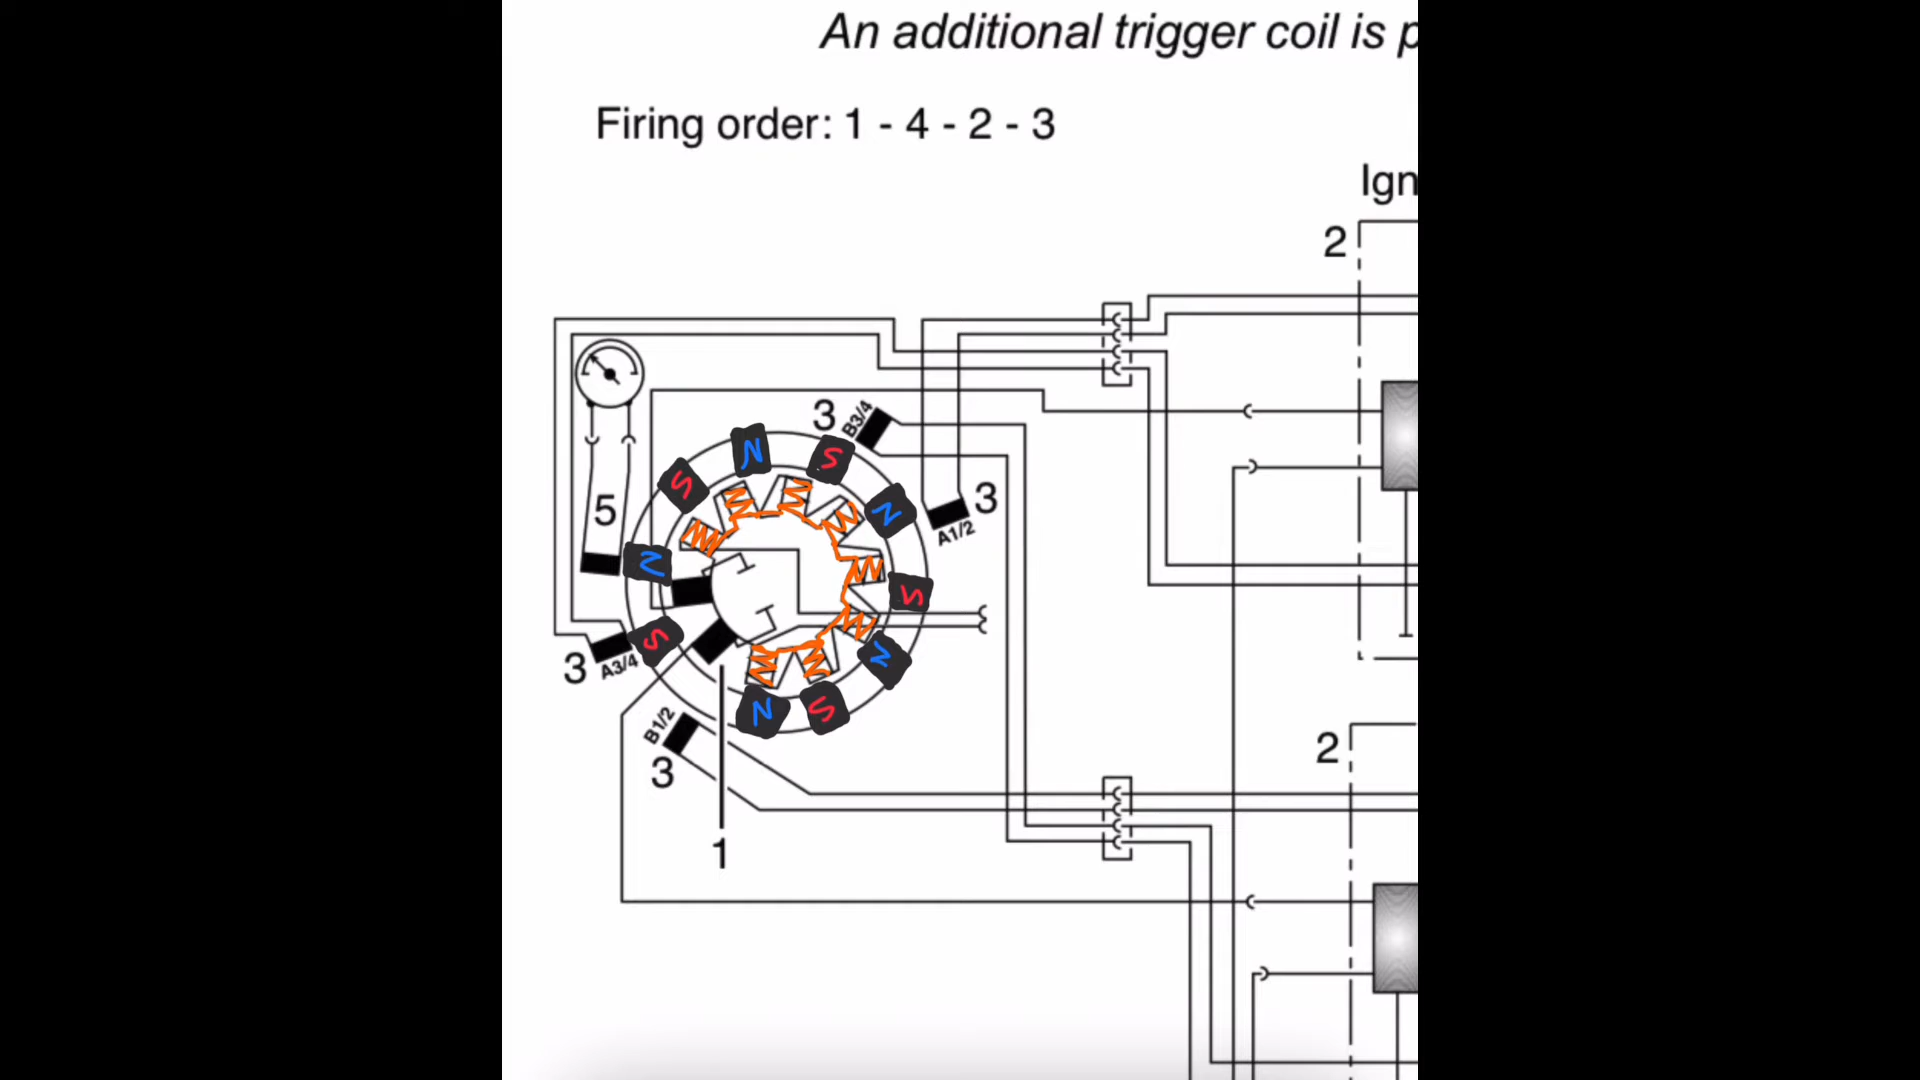 An additional trigger coil is p
Firing order: 1 - 4 - 2 - 3
Ign
2
3
B3/4
N
S
S
N
5
3
A1/2
N
S
S
3
A3/4
N
N
S
B1/2
3
2
1